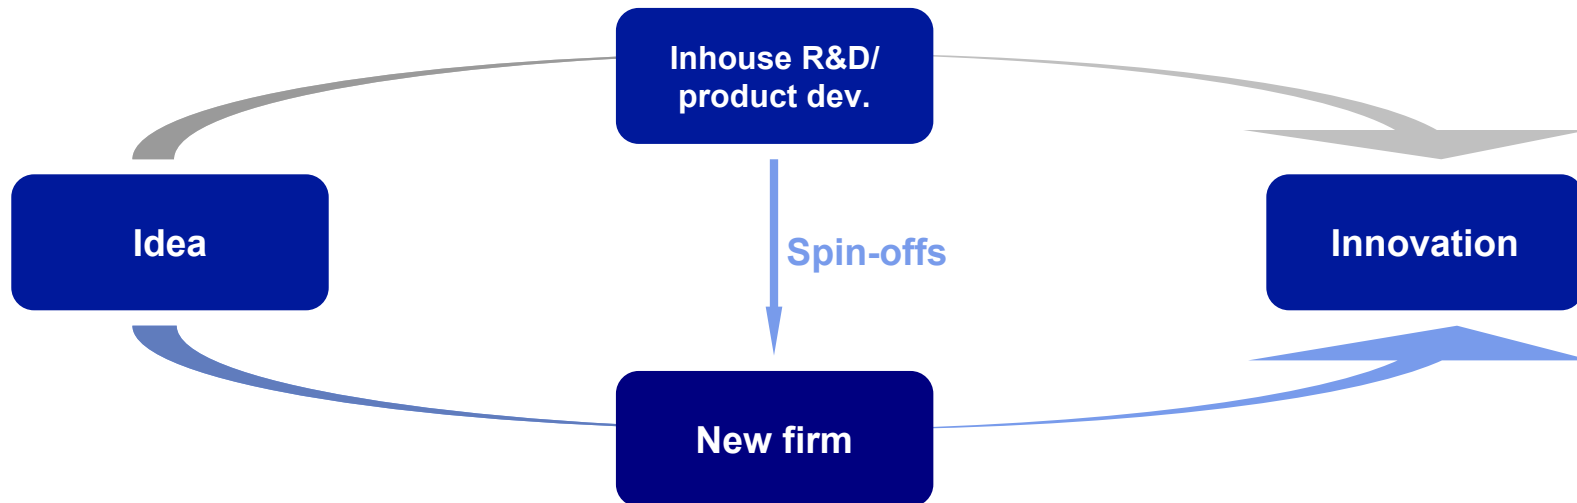 Inhouse R&D/
product dev.
Idea
Spin-offs
Innovation
New firm